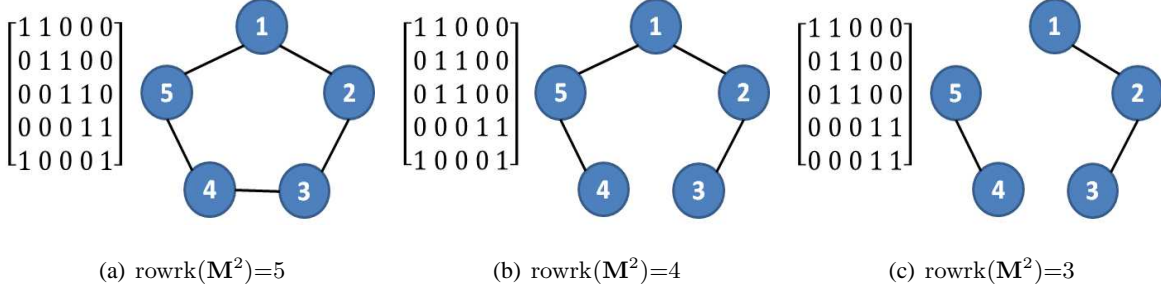 1 1 0 0 0
0 1 1 0 0
0 0 1 1 0
0 0 0 1 1
1 0 0 0 1
1
5 2
4 3
1 1 0 0 0
0 1 1 0 0
0 1 1 0 0
0 0 0 1 1
1 0 0 0 1
1
5 2
4 3
1 1 0 0 0
0 1 1 0 0
0 1 1 0 0
0 0 0 1 1
0 0 0 1 1
1
5 2
4 3
(a) rowrk(M²)=5
(b) rowrk(M²)=4
(c) rowrk(M²)=3